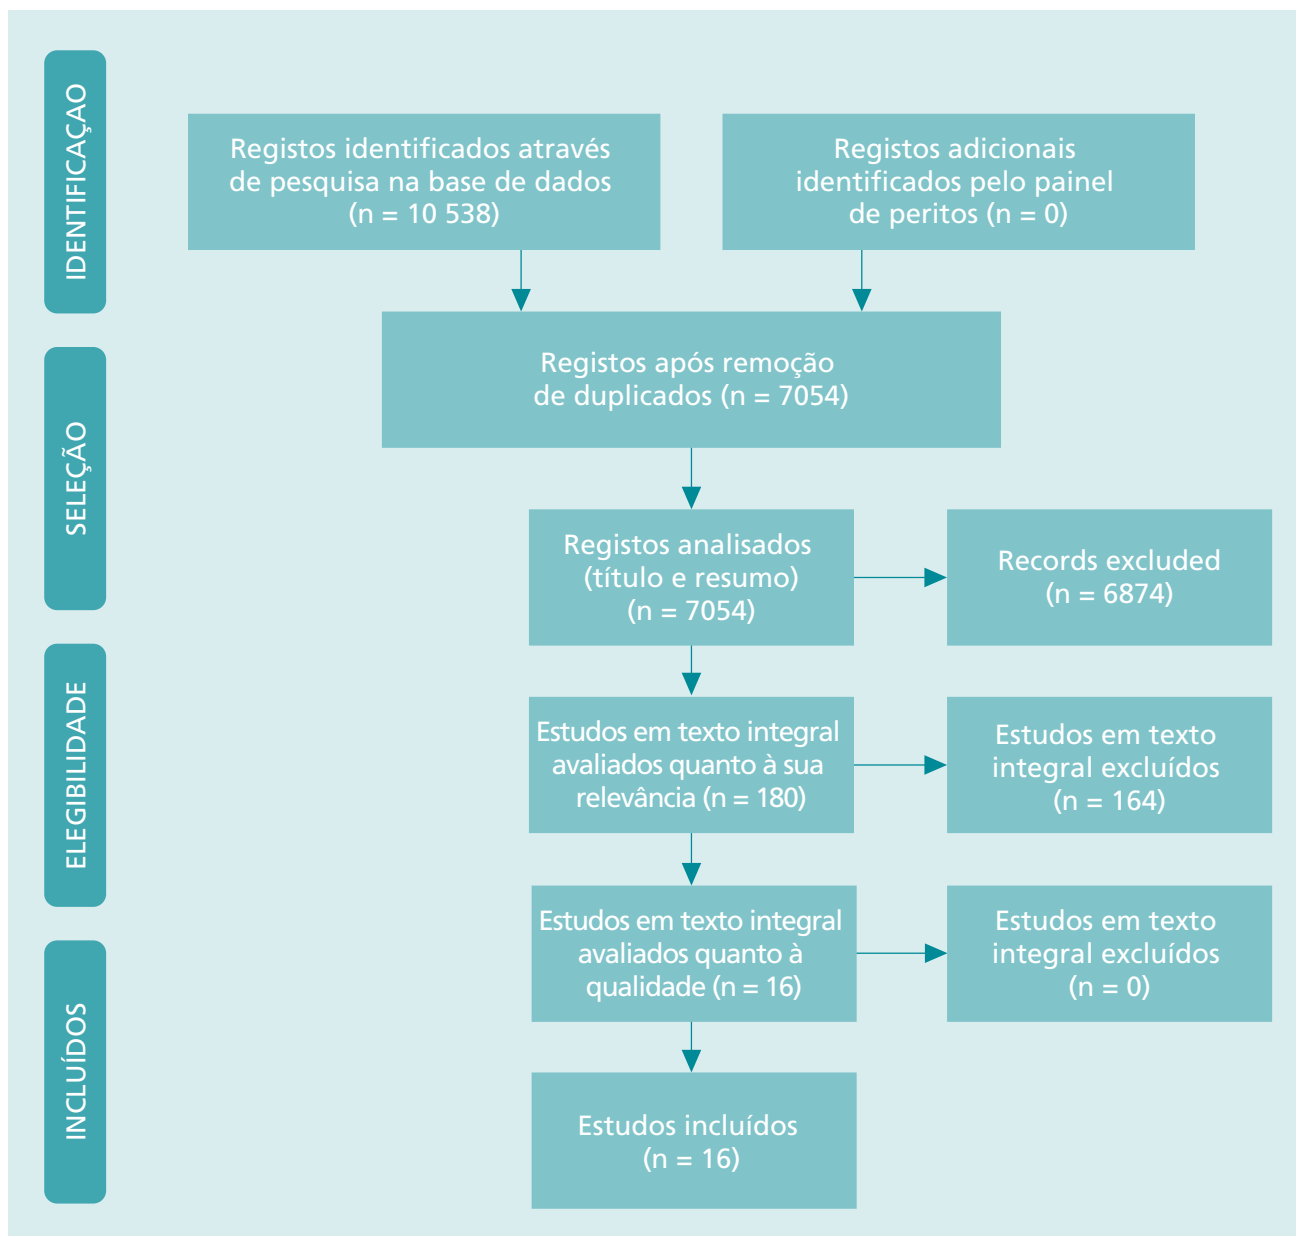 IDENTIFICAÇAO
Registos identificados através
de pesquisa na base de dados
(n = 10 538)
Registos adicionais
identificados pelo painel
de peritos (n = 0)
SELEÇÃO
Registos após remoção
de duplicados (n = 7054)
Registos analisados
(título e resumo)
(n = 7054)
Records excluded
(n = 6874)
ELEGIBILIDADE
Estudos em texto integral
avaliados quanto à sua
relevância (n = 180)
Estudos em texto
integral excluídos
(n = 164)
Estudos em texto integral
avaliados quanto à
qualidade (n = 16)
Estudos em texto
integral excluídos
(n = 0)
INCLUÍDOS
Estudos incluídos
(n = 16)